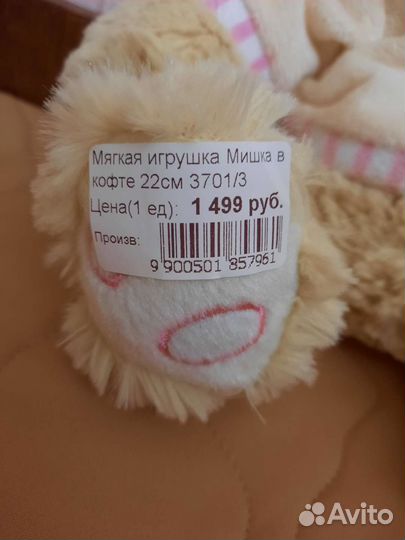 Мягкая игрушка Мишка в
кофте 22см 3701/3
Цена(1 ед): 1 499 руб.
Произв:
9 900501 857961
Avito